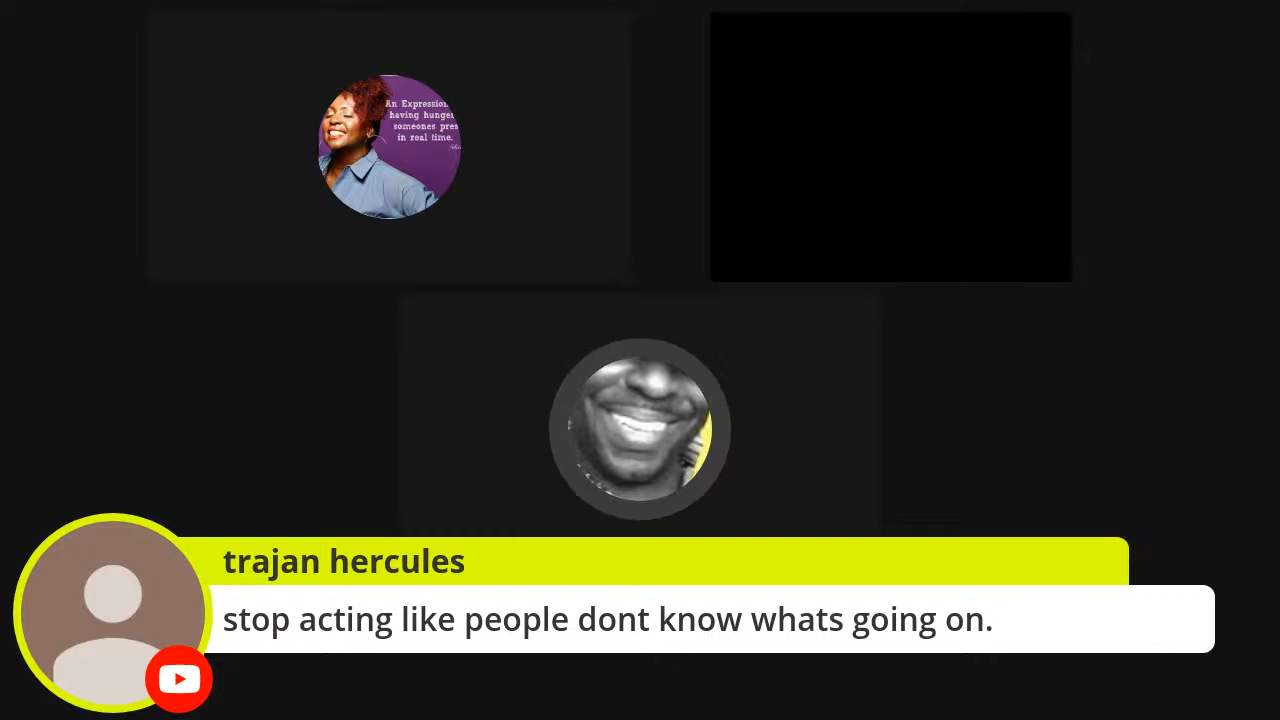 An Expression
having hunger
someones pres
in real time.
trajan hercules
stop acting like people dont know whats going on.